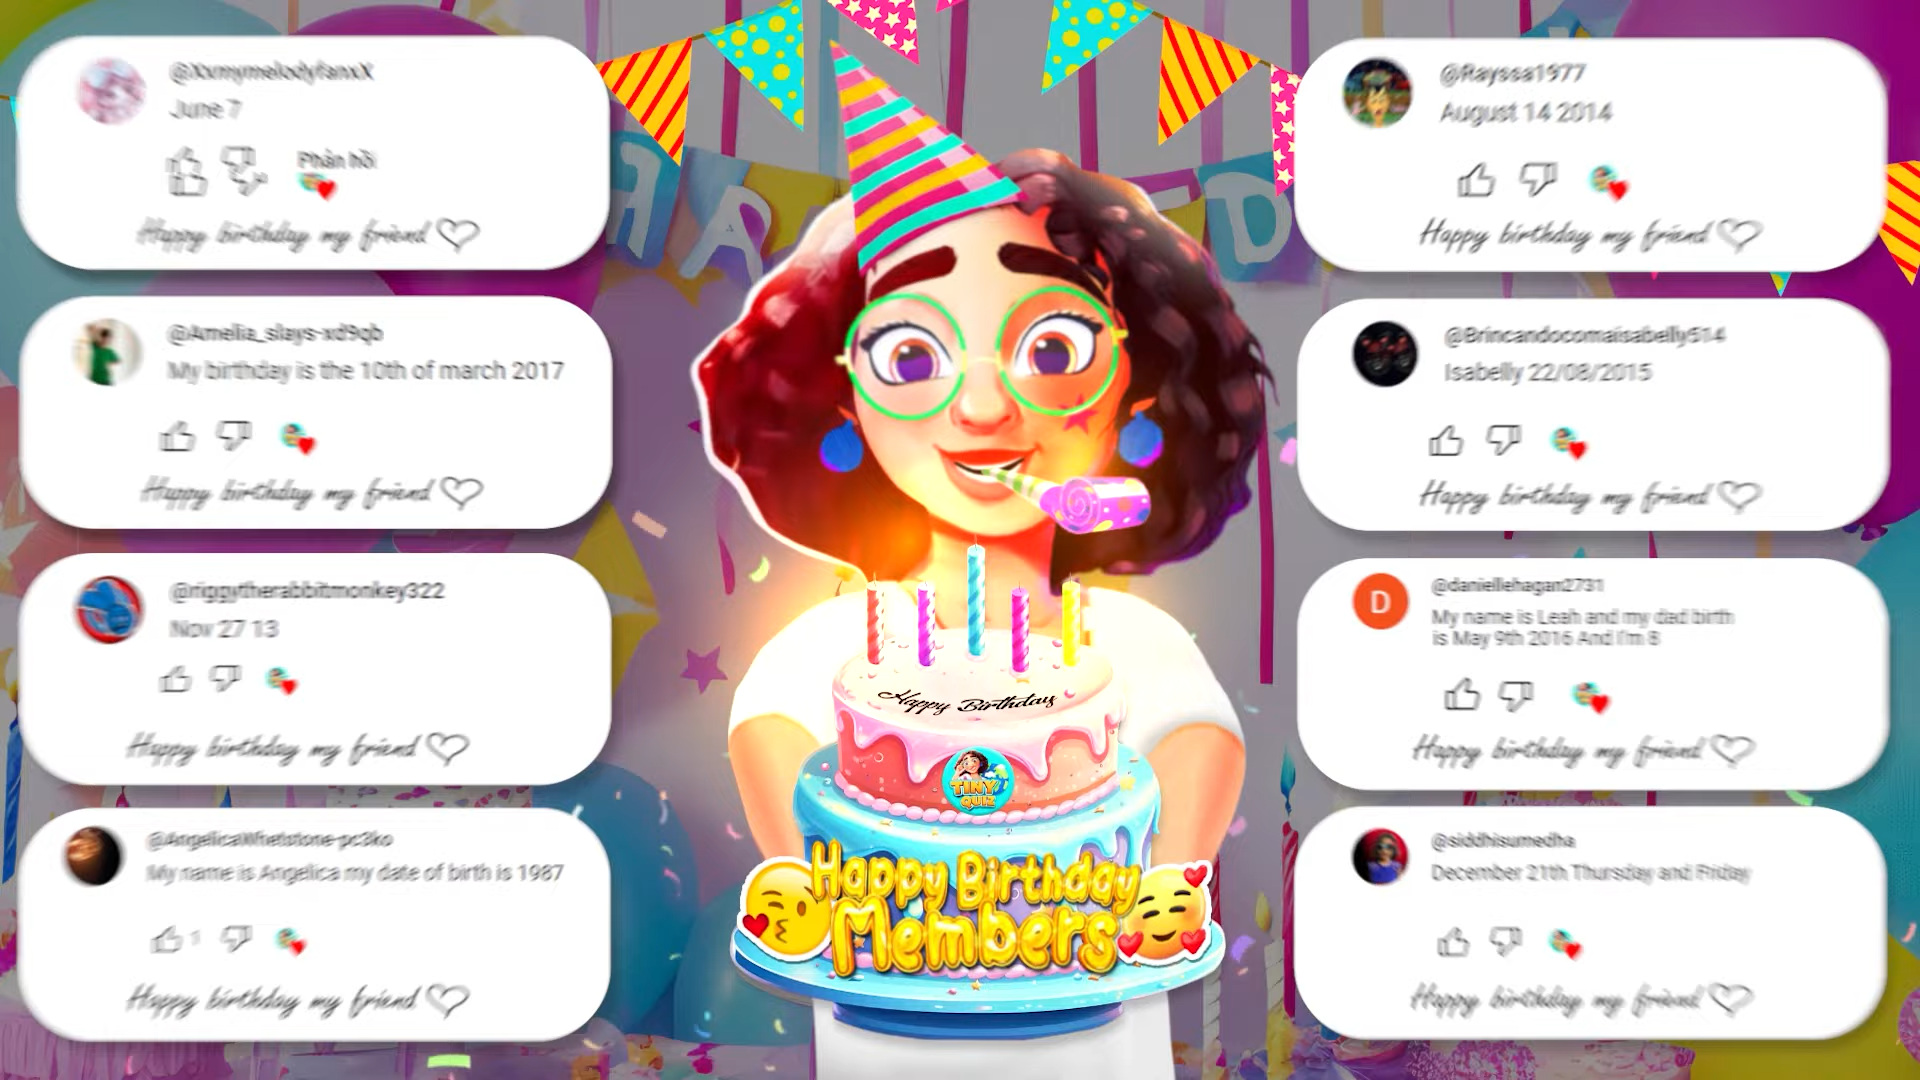 @XxmymelodyfanxX
June 7
Phản hồi
Happy birthday my friend
@Amelia_slays-xd9qb
My birthday is the 10th of march 2017
Happy birthday my friend
@riggytherabbitmonkey322
Nov 27 13
Happy birthday my friend
@AngelicaWhetstone-pc3ko
My name is Angelica my date of birth is 1987
1
Happy birthday my friend
HA
D
Happy Birthday
TINY
QUIZ
Happy Birthday
Members
@Rayssa1977
August 14 2014
Happy birthday my friend
@Brincandocomaisabelly514
Isabelly 22/08/2015
Happy birthday my friend
D
@daniellehagan2731
My name is Leah and my dad birth
is May 9th 2016 And I'm 8
Happy birthday my friend
@siddhisumedha
December 21th Thursday and Friday
Happy birthday my friend